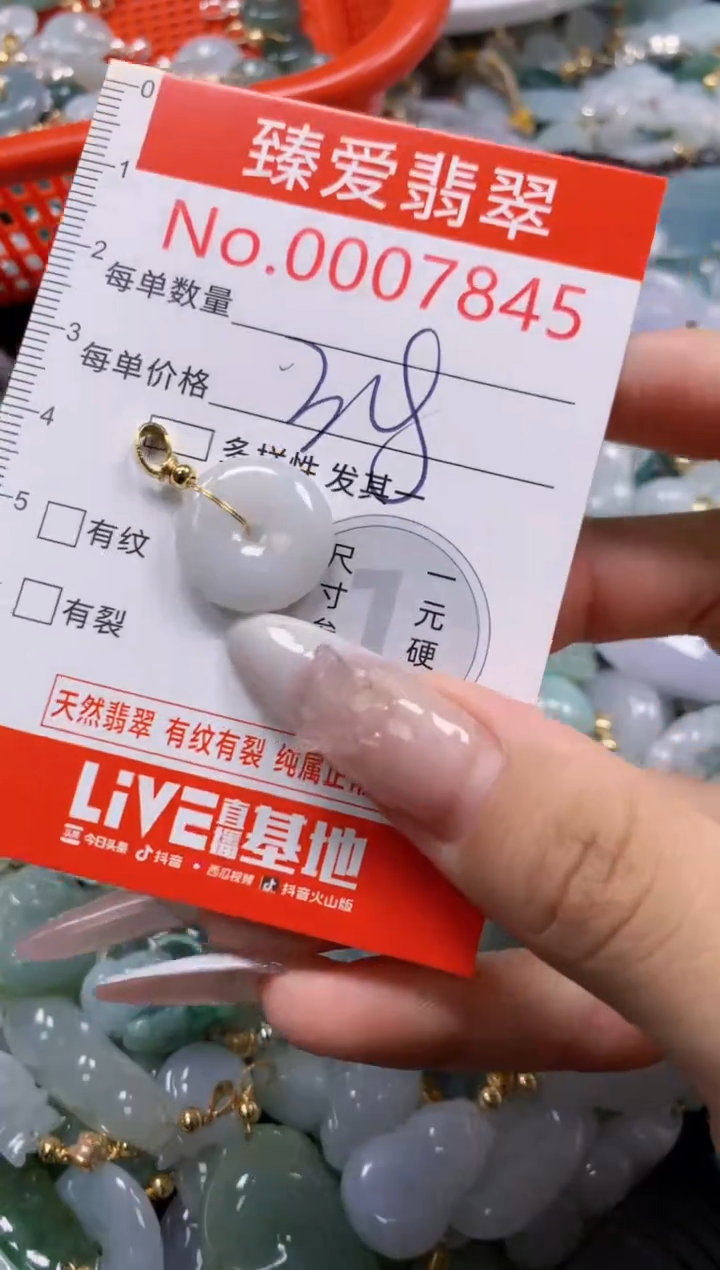 臻爱翡翠
No.0007845
0
1
2
3
4
5
每单数量
每单价格
多样性 发其一
有纹
有裂
尺寸
1
一元硬
天然翡翠 有纹有裂 纯属正常
LiVE直播基地
头条 今日头条 抖音 西瓜视频 抖音火山版